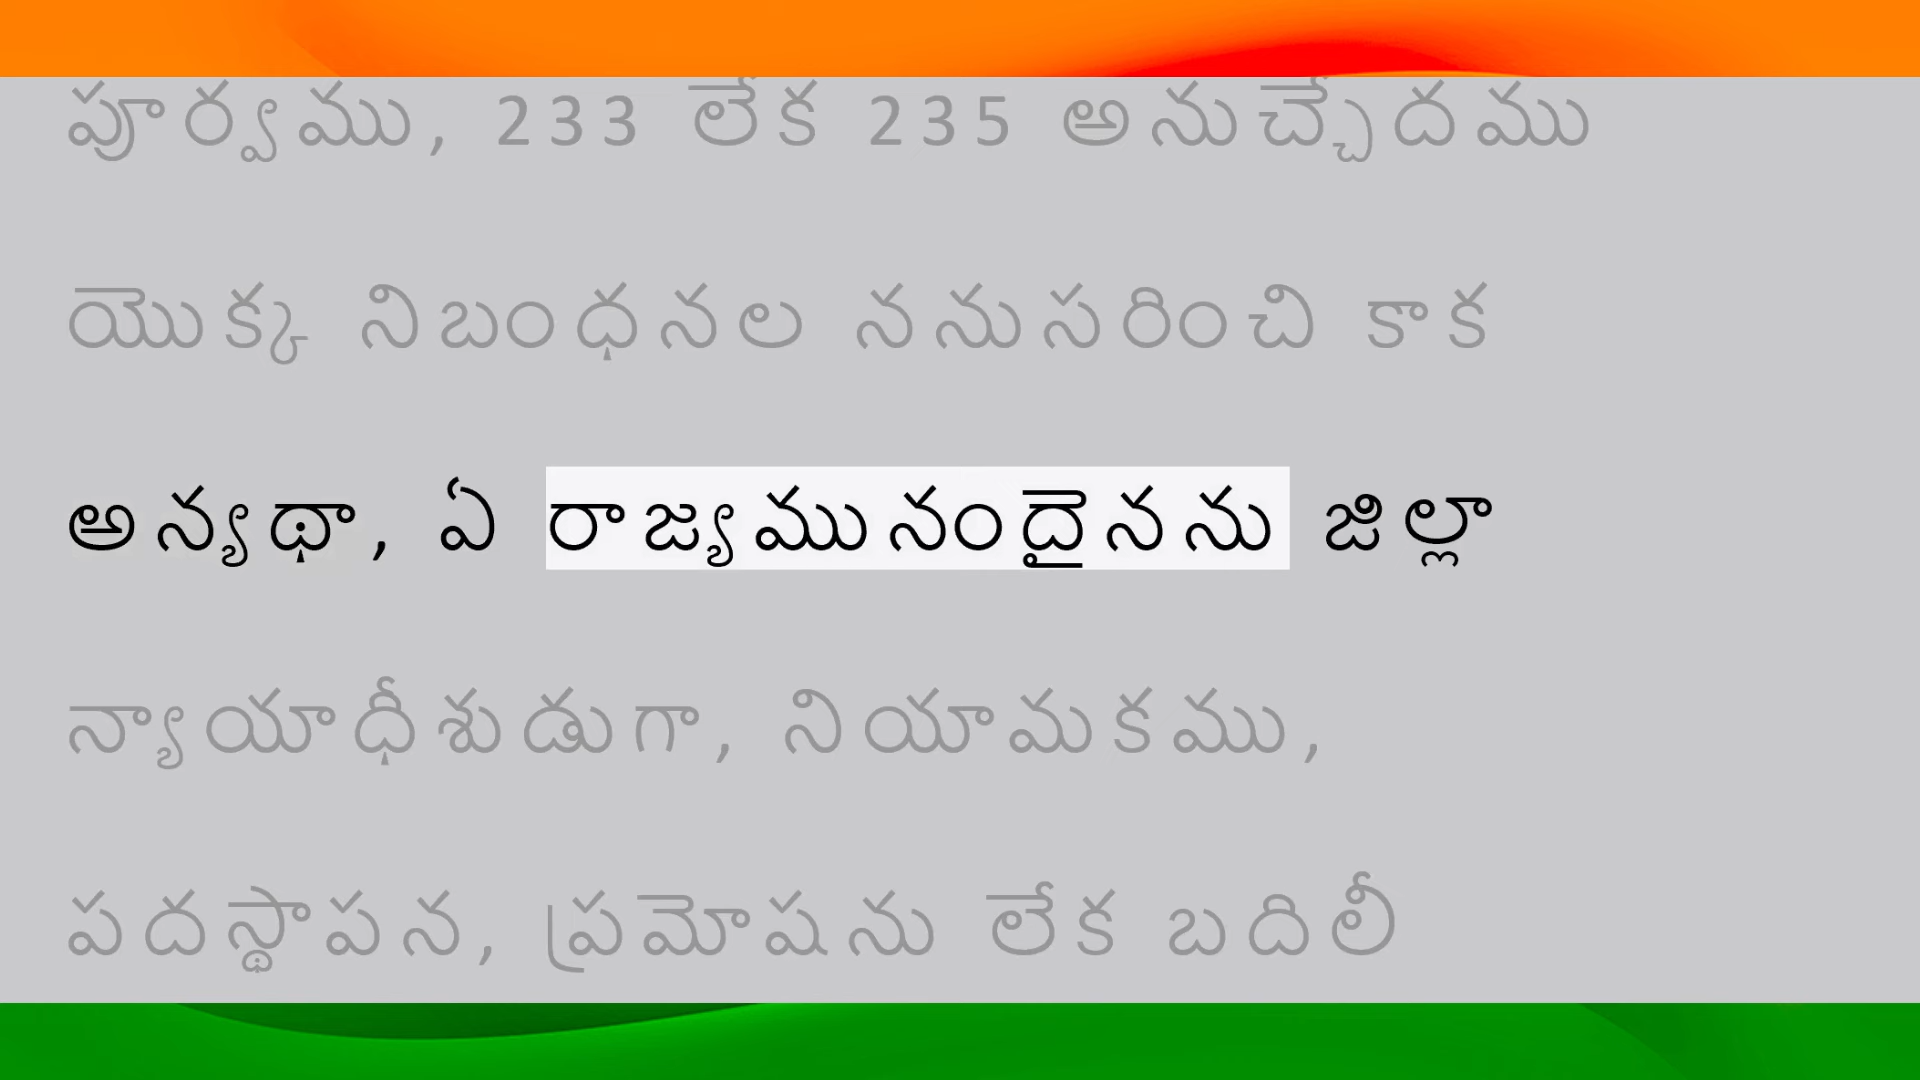 పూర్వము, 233 లేక 235 అనుచ్ఛేదము
యొక్క నిబంధనల ననుసరించి కాక
అన్యథా, ఏ రాజ్యమునందైనను జిల్లా
న్యాయాధీశుడుగా, నియామకము,
పదస్థాపన, ప్రమోషను లేక బదిలీ